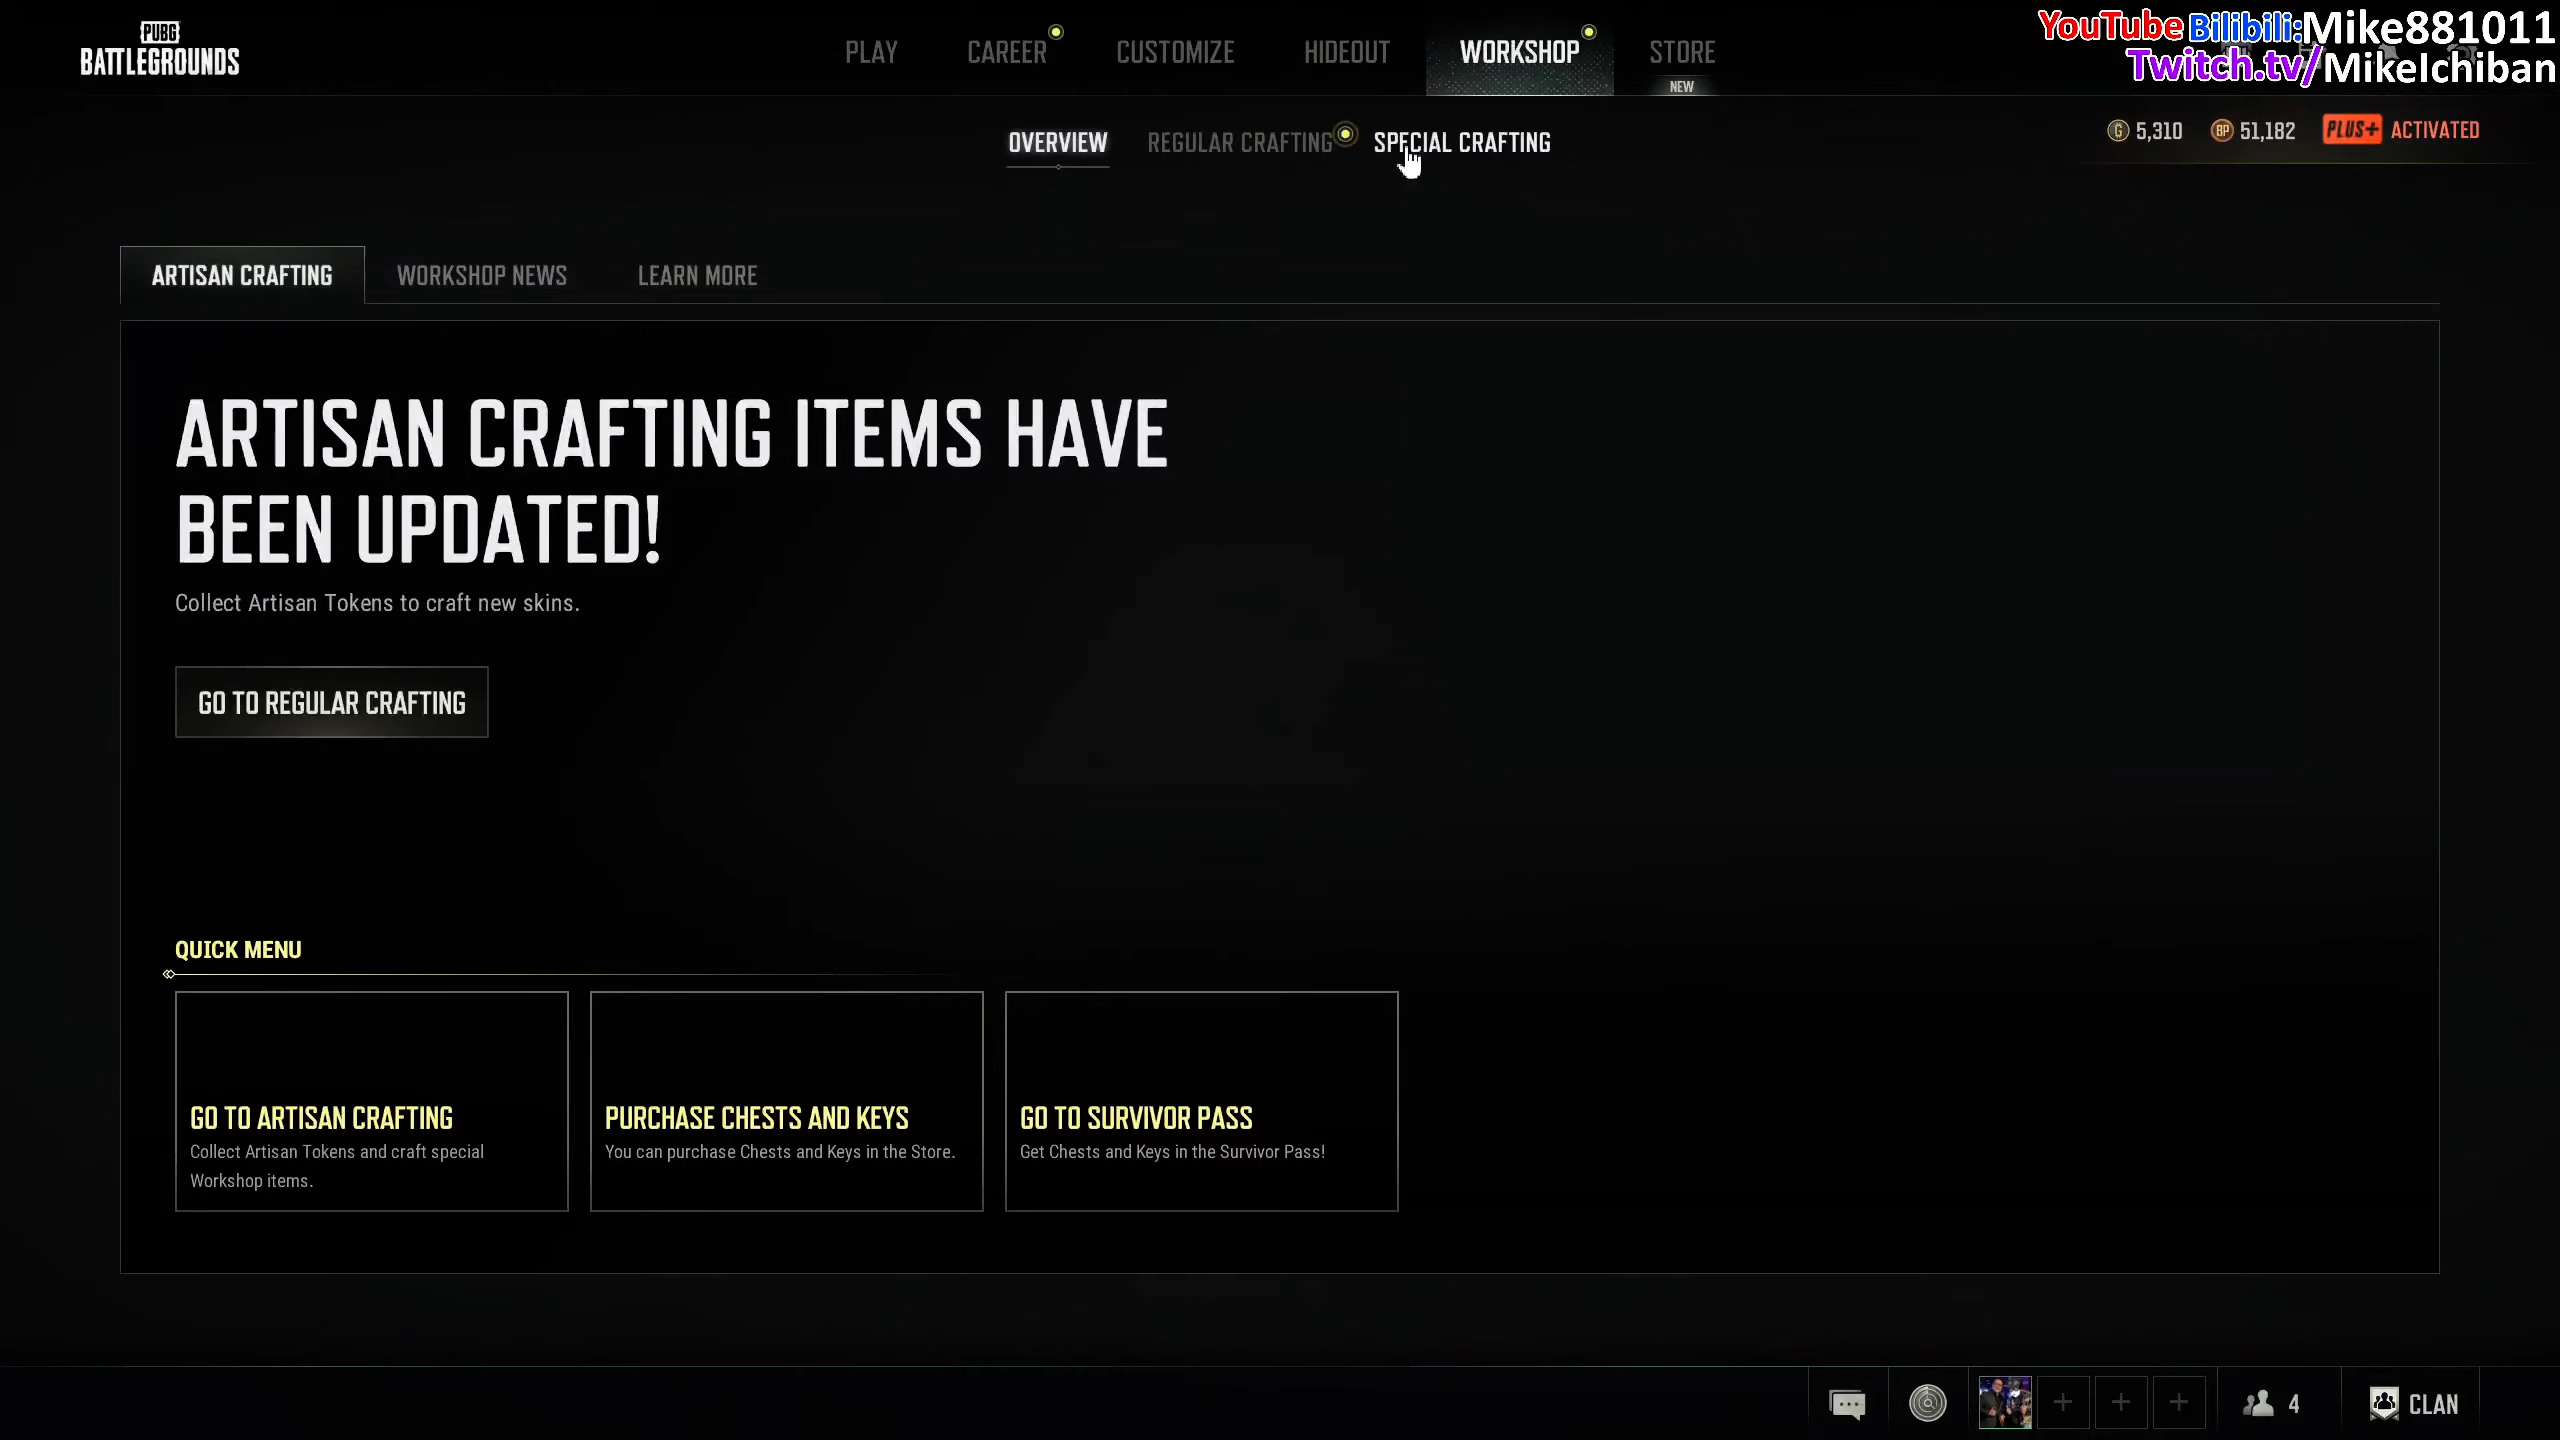 PUBG
BATTLEGROUNDS
PLAY
CAREER
CUSTOMIZE
HIDEOUT
WORKSHOP
STORE
NEW
YouTube Bilibili:Mike881011
Twitch.tv/MikeIchiban
OVERVIEW
REGULAR CRAFTING
SPECIAL CRAFTING
G 5,310
BP 51,182
PLUS+ ACTIVATED
ARTISAN CRAFTING
WORKSHOP NEWS
LEARN MORE
ARTISAN CRAFTING ITEMS HAVE
BEEN UPDATED!
Collect Artisan Tokens to craft new skins.
GO TO REGULAR CRAFTING
QUICK MENU
GO TO ARTISAN CRAFTING
Collect Artisan Tokens and craft special
Workshop items.
PURCHASE CHESTS AND KEYS
You can purchase Chests and Keys in the Store.
GO TO SURVIVOR PASS
Get Chests and Keys in the Survivor Pass!
4
CLAN